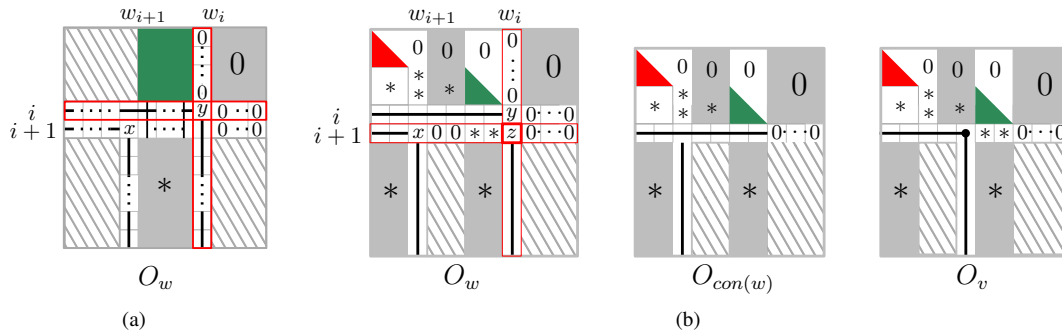 w_{i+1} w_i w_{i+1} w_i
0 0 0 0
0 0 0 0 0 0 0 0 0
* * * * * * * * * * * *
0 0
i y 0 ··· 0 i y 0 ··· 0
i + 1 x 0 ··· 0 i + 1 x 0 0 * * z 0 ··· 0 0 ··· 0 * * 0 ··· 0
* * * * * * *
O_w O_w O_{con(w)} O_v
(a) (b)